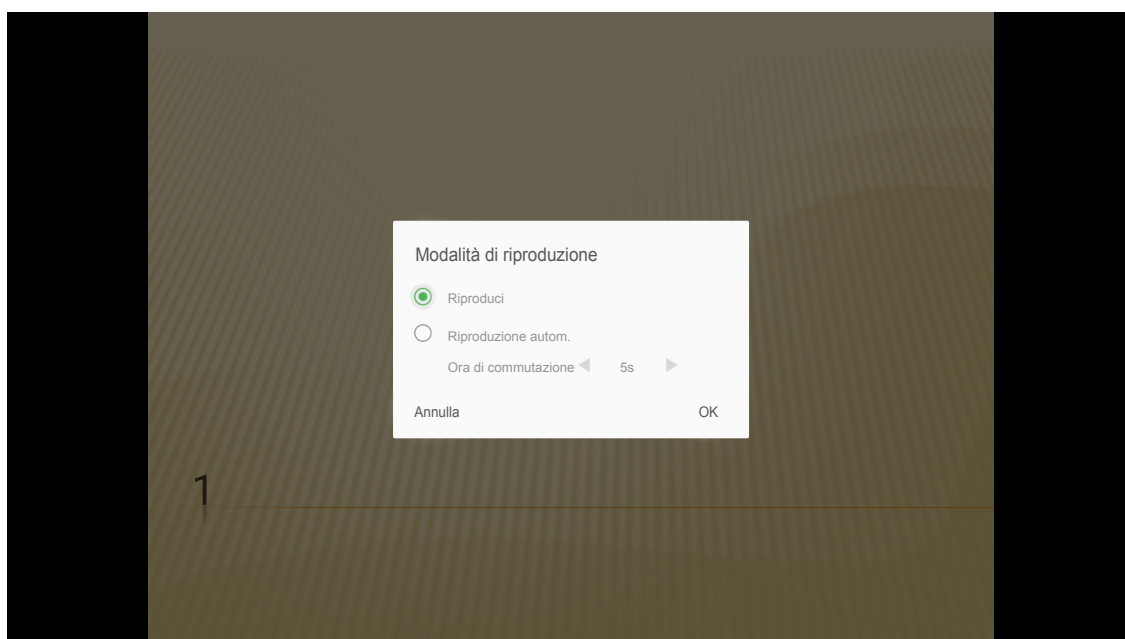 Modalità di riproduzione
Riproduci
Riproduzione autom.
Ora di commutazione 5s
Annulla OK
1